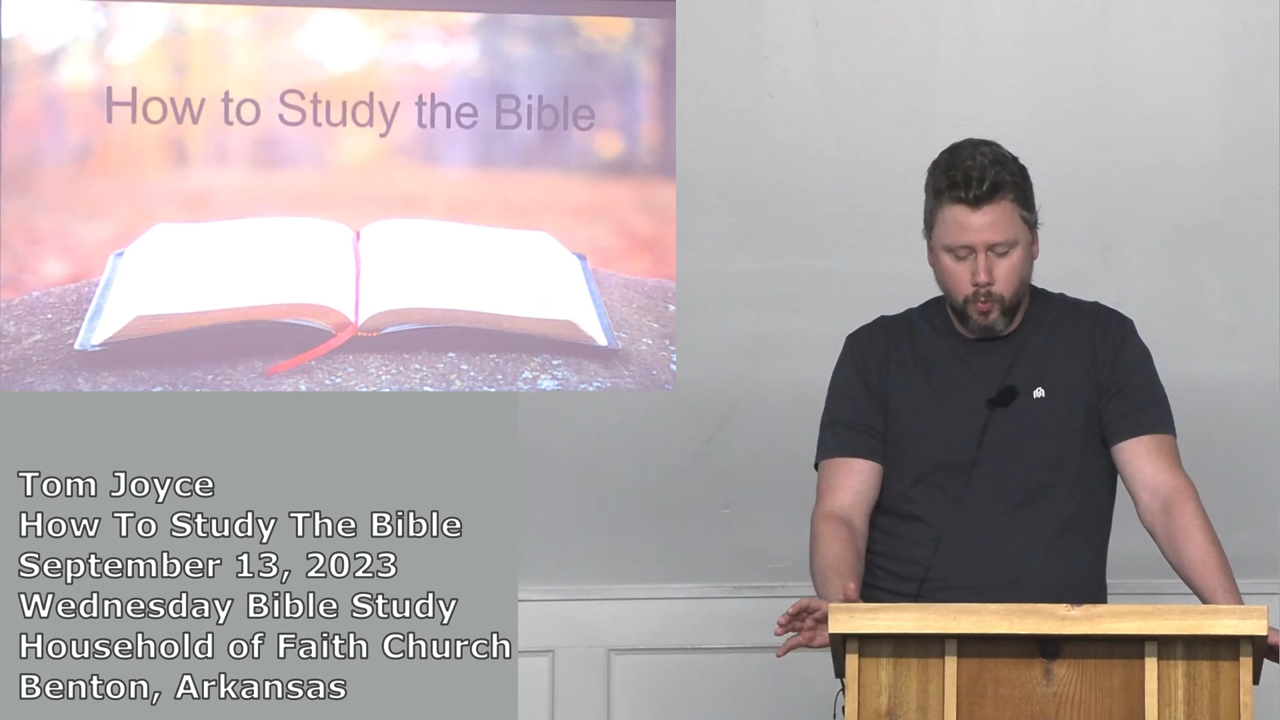 How to Study the Bible
Tom Joyce
How To Study The Bible
September 13, 2023
Wednesday Bible Study
Household of Faith Church
Benton, Arkansas